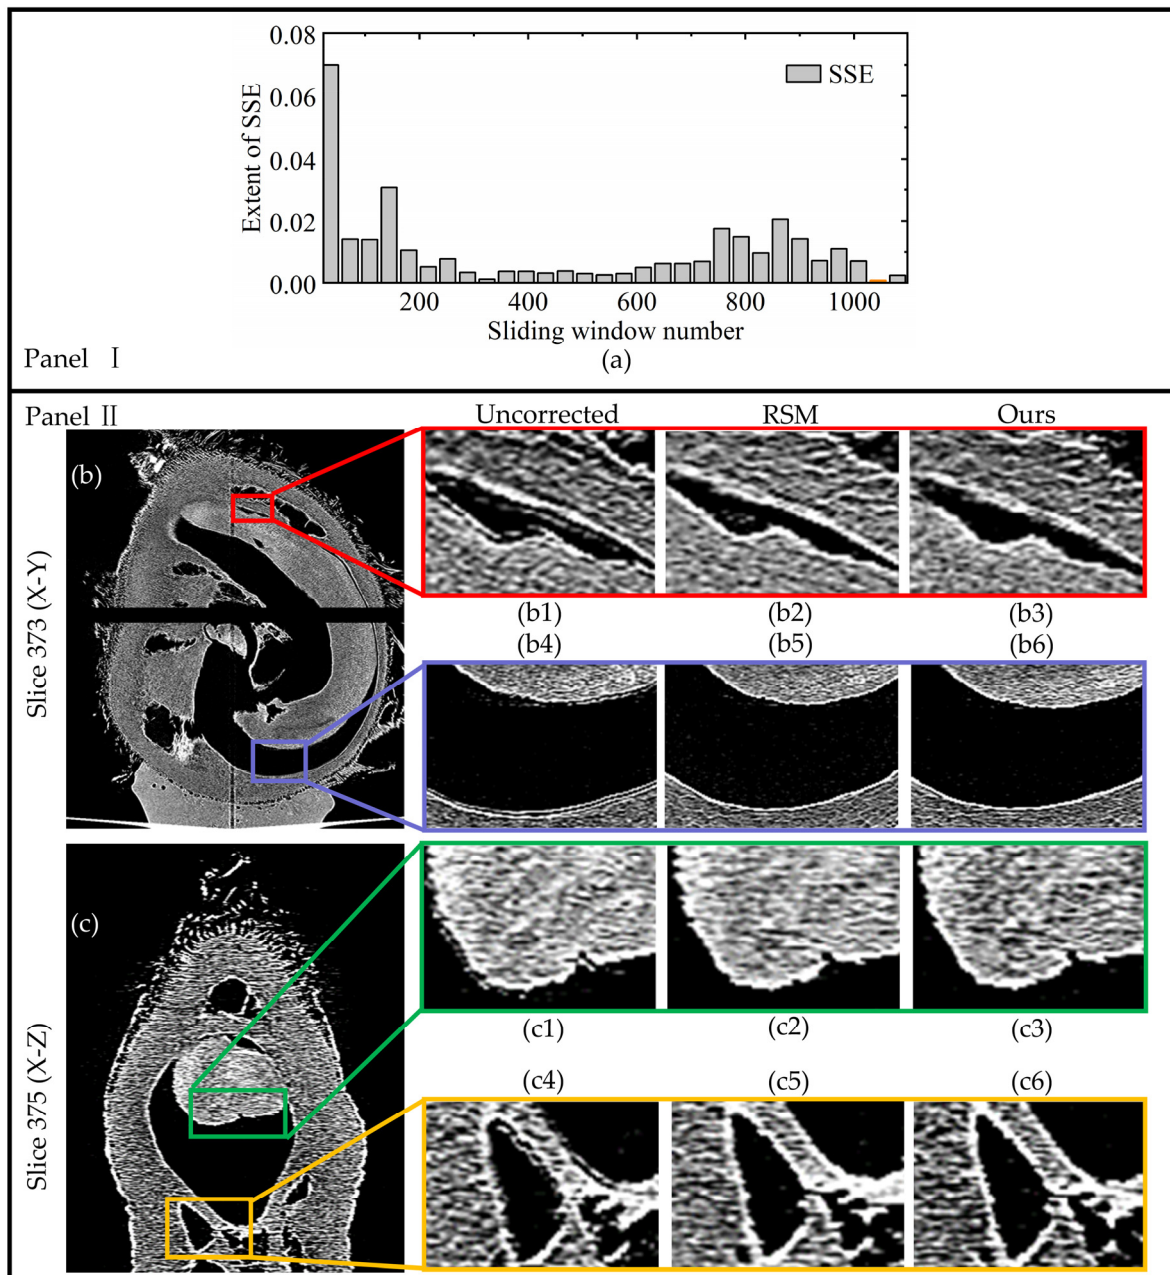 0.08
0.06
0.04
0.02
0.00
Extent of SSE
SSE
200 400 600 800 1000
Sliding window number
Panel Ⅰ
(a)
Panel Ⅱ
Uncorrected RSM Ours
(b)
Slice 373 (X-Y)
(b1) (b2) (b3)
(b4) (b5) (b6)
(c)
Slice 375 (X-Z)
(c1) (c2) (c3)
(c4) (c5) (c6)